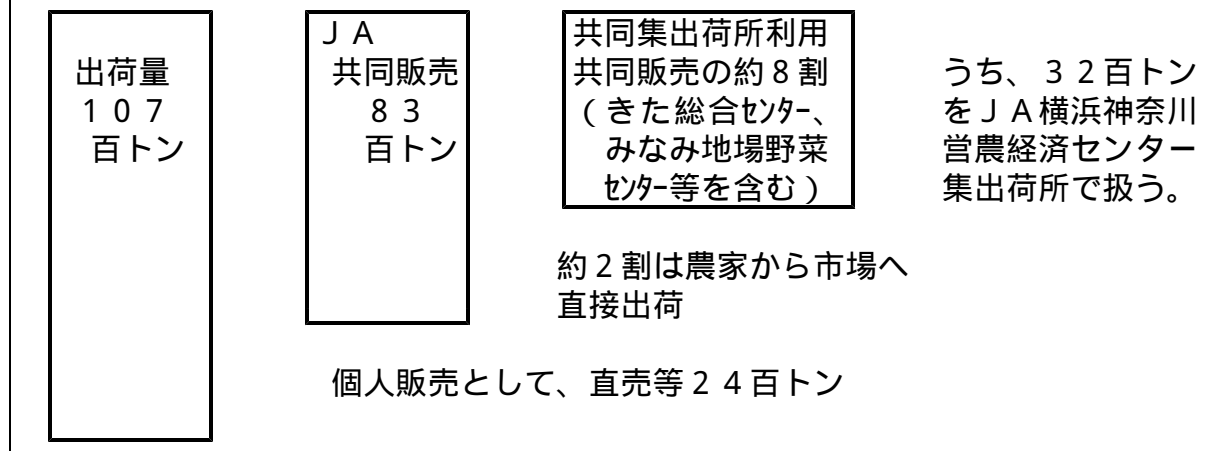 出荷量
１０７
百トン
ＪＡ
共同販売
８３
百トン
共同集出荷所利用
共同販売の約８割
（きた総合ｾﾝﾀｰ、
みなみ地場野菜
ｾﾝﾀｰ等を含む）
うち、３２百トン
をＪＡ横浜神奈川
営農経済センター
集出荷所で扱う。
約２割は農家から市場へ
直接出荷
個人販売として、直売等２４百トン